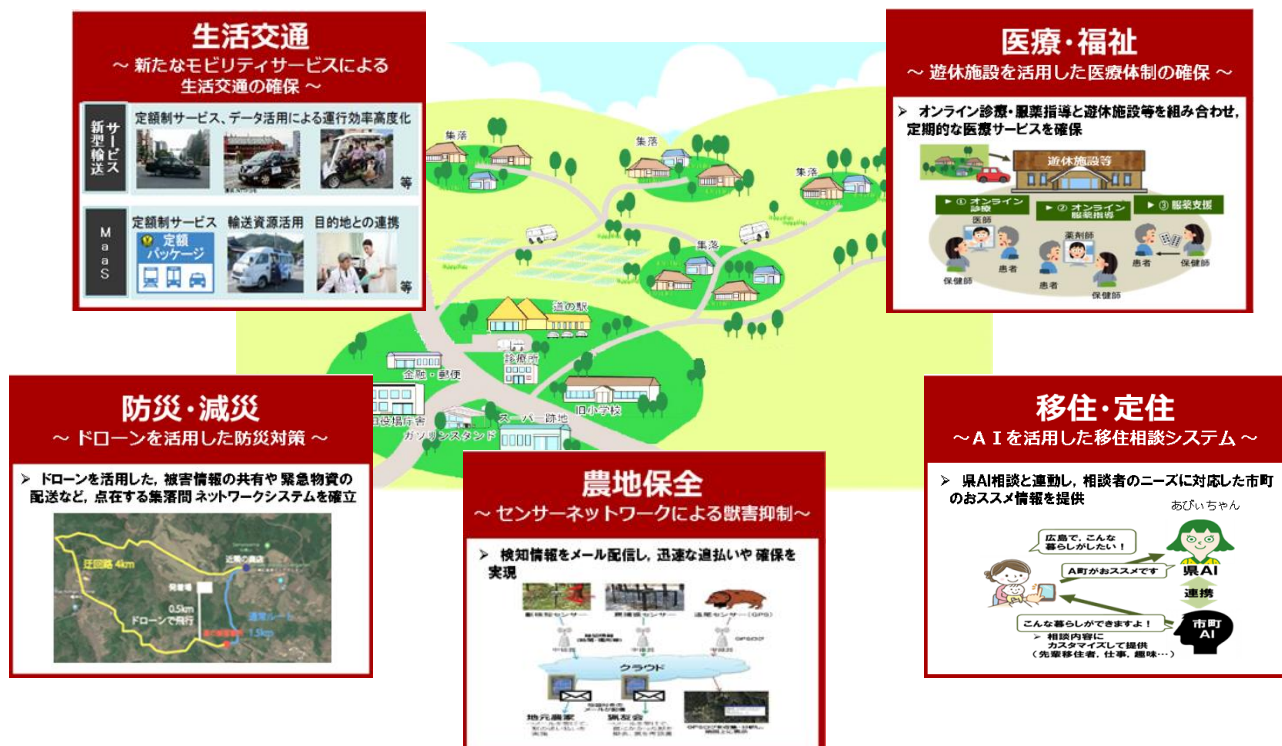 生活交通
～ 新たなモビリティサービスによる
生活交通の確保 ～
新型輸送
サービス
定額制サービス、データ活用による運行効率高度化
等
MaaS
定額制サービス
輸送資源活用
目的地との連携
定額
パッケージ
等
医療・福祉
～ 遊休施設を活用した医療体制の確保 ～
➢ オンライン診療・服薬指導と遊休施設等を組み合わせ,
定期的な医療サービスを確保
遊休施設等
▶ ① オンライン
診療
▶ ② オンライン
服薬指導
▶ ③ 服薬支援
医師
薬剤師
患者
保健師
患者
保健師
患者
保健師
集落
集落
集落
集落
道の駅
診療所
金融・郵便
旧小学校
役場庁舎
ガソリンスタンド
スーパー跡地
防災・減災
～ ドローンを活用した防災対策 ～
➢ ドローンを活用した, 被害情報の共有や 緊急物資の
配送など, 点在する集落間 ネットワークシステムを確立
迂回路 4km
近隣の商店
発着場
0.5km
ドローンで飛行
通常ルート
1.5km
農地保全
～ センサーネットワークによる獣害抑制～
➢ 検知情報をメール配信し, 迅速な追払いや 確保を
実現
クラウド
地元農家
猟友会
移住・定住
～ＡＩを活用した移住相談システム～
➢ 県AI相談と連動し, 相談者のニーズに対応した市町
のおススメ情報を提供
あびぃちゃん
広島で、こんな
暮らしがしたい！
A町がおススメです
県AI
連携
こんな暮らしができますよ！
市町
AI
➢ 相談内容に
カスタマイズして提供
（先輩移住者, 仕事, 趣味…）